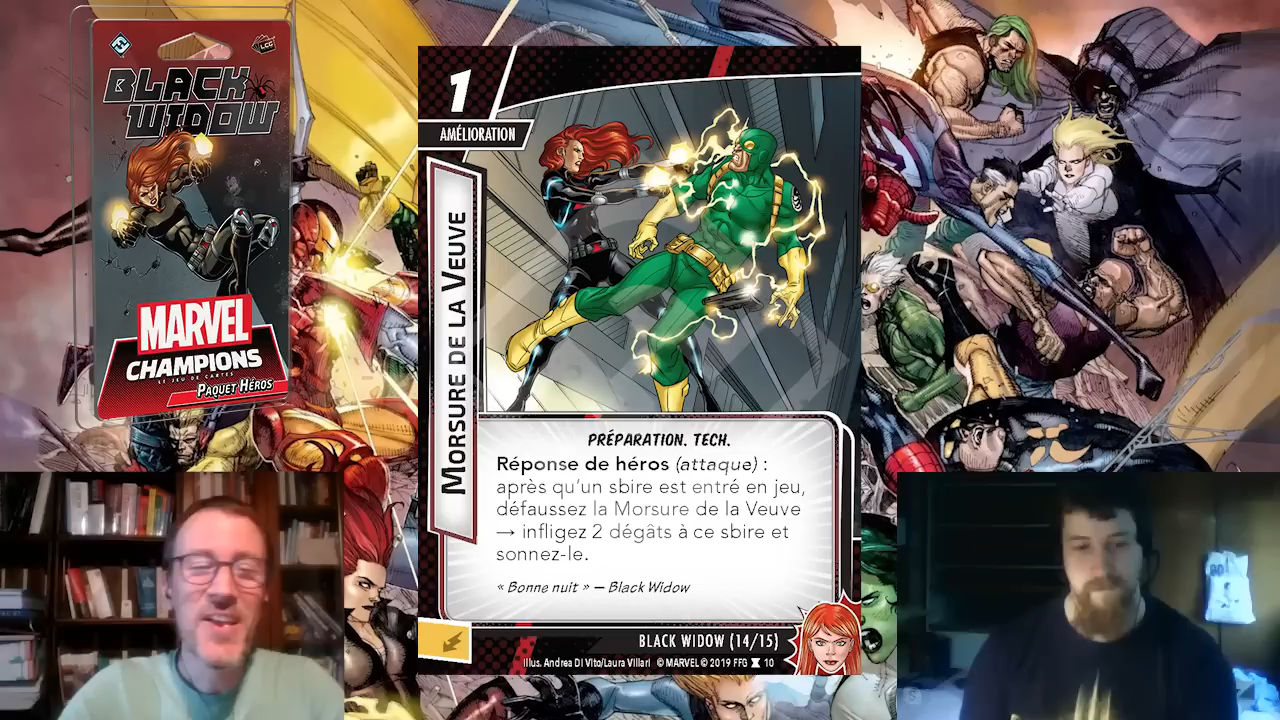 LCG
BLACK
WIDOW
MARVEL
CHAMPIONS
LE JEU DE CARTES
PAQUET HÉROS
1
AMÉLIORATION
MORSURE DE LA VEUVE
PRÉPARATION. TECH.
Réponse de héros (attaque) :
après qu'un sbire est entré en jeu,
défaussez la Morsure de la Veuve
→ infligez 2 dégâts à ce sbire et
sonnez-le.
« Bonne nuit » — Black Widow
BLACK WIDOW (14/15)
Illus. Andrea Di Vito/Laura Villari © MARVEL © 2019 FFG 10